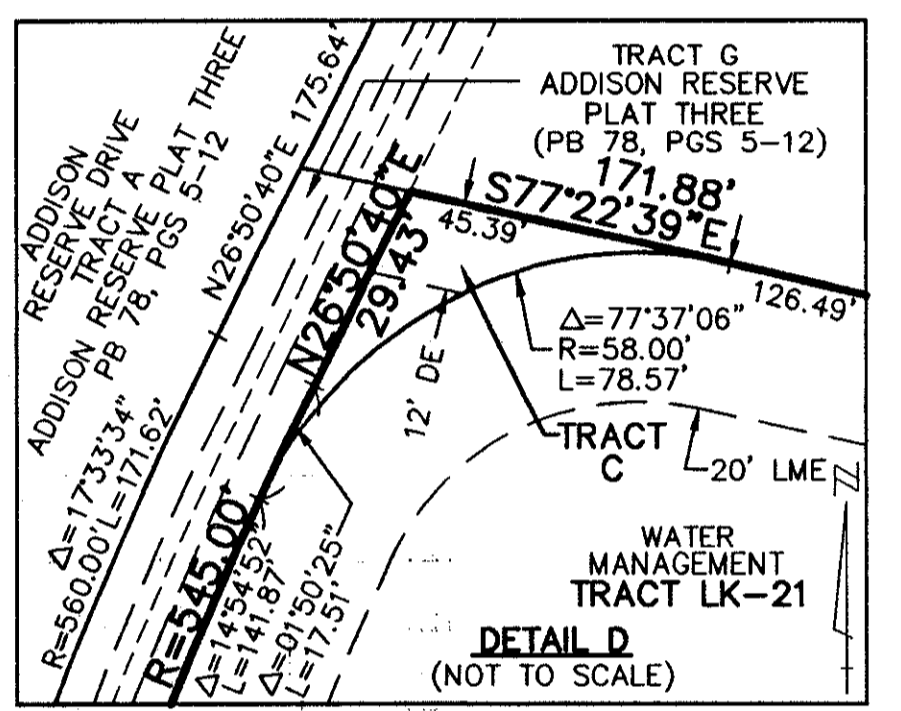 ADDISON
RESERVE DRIVE
TRACT A
ADDISON RESERVE PLAT THREE
PB 78, PGS 5-12
N26°50'40"E 175.64'
TRACT G
ADDISON RESERVE
PLAT THREE
(PB 78, PGS 5-12)
171.88'
S77°22'39"E
45.39'
126.49'
N26°50'40"E
29.43'
12' DE
Δ=77°37'06"
R=58.00'
L=78.57'
TRACT
C
20' LME
Δ=17°33'34"
R=560.00' L=171.62'
R=545.00'
Δ=14°54'52"
L=141.87'
Δ=01°50'25"
L=17.51'
WATER
MANAGEMENT
TRACT LK-21
DETAIL D
(NOT TO SCALE)
Z